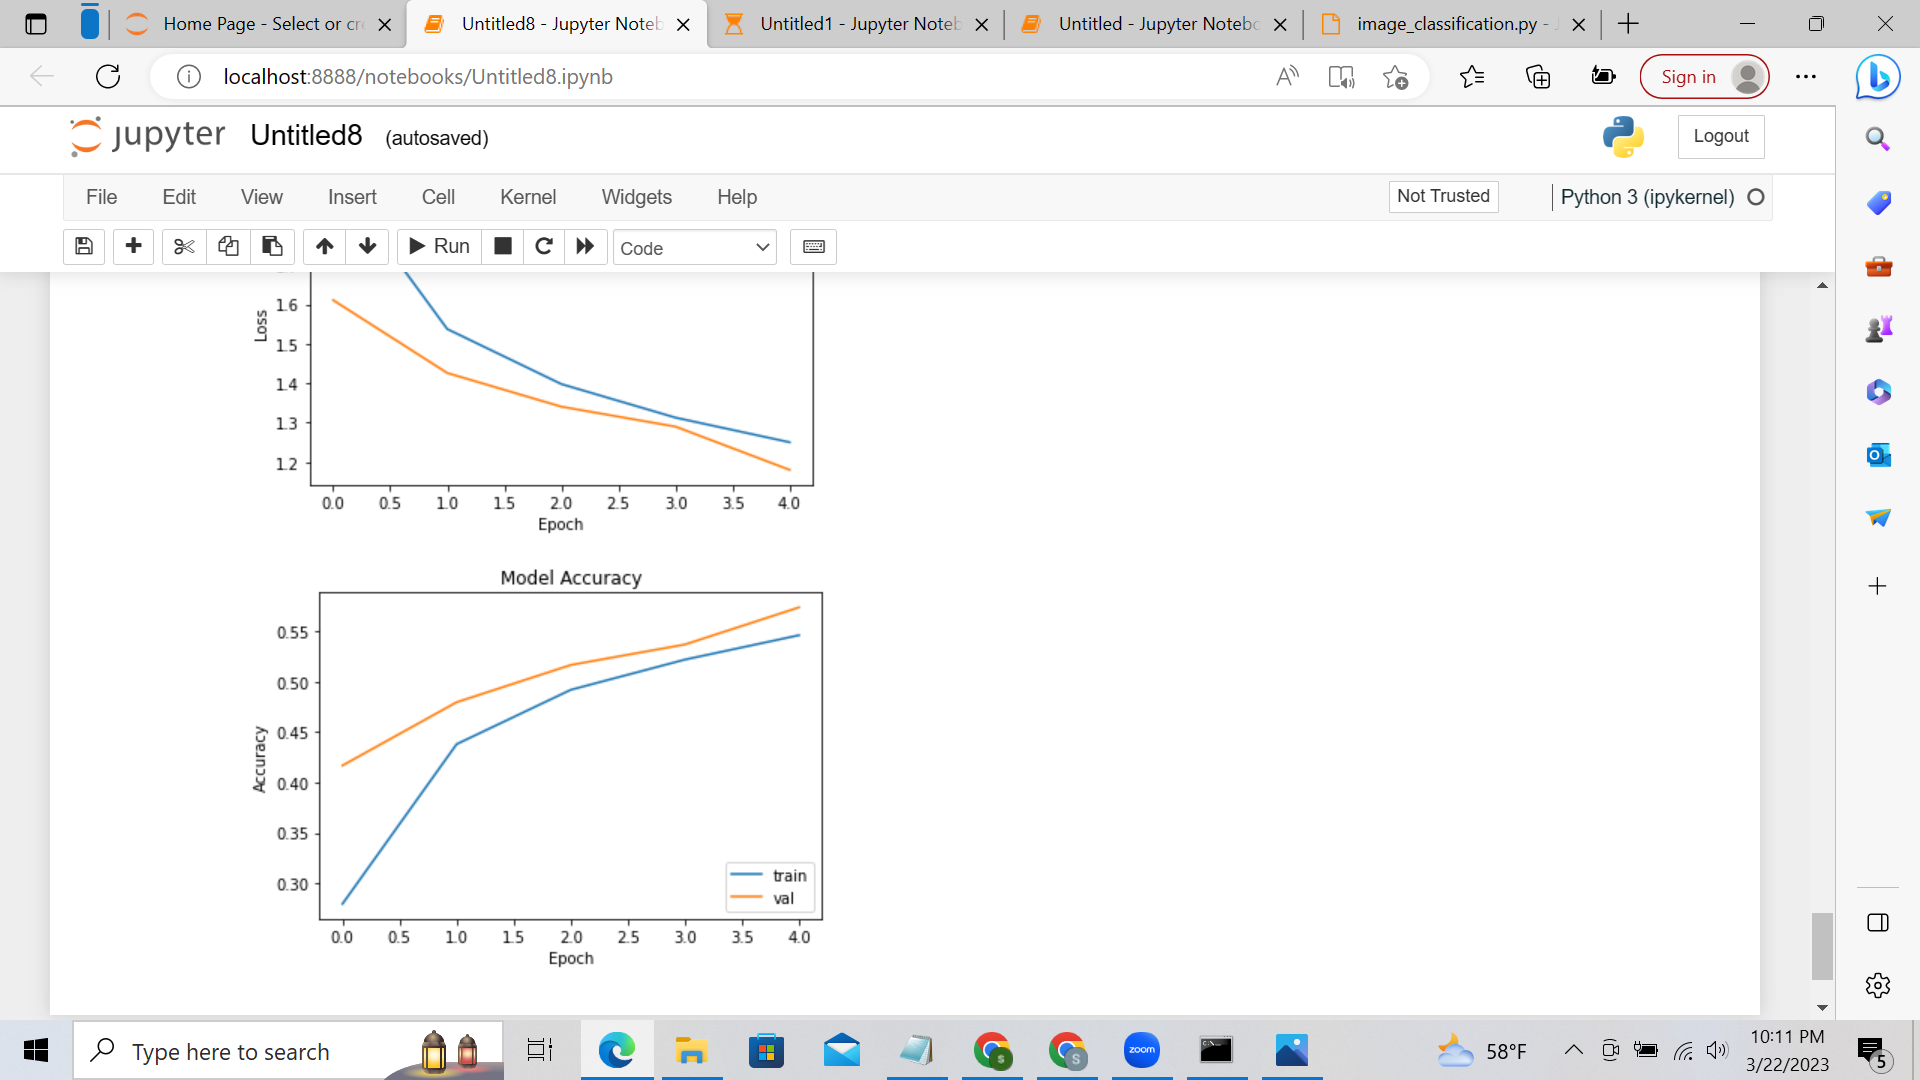 Home Page - Select or cr
Untitled8 - Jupyter Noteb
Untitled1 - Jupyter Noteb
Untitled - Jupyter Notebo
image_classification.py -
localhost:8888/notebooks/Untitled8.ipynb
Sign in
jupyter Untitled8 (autosaved)
Logout
File Edit View Insert Cell Kernel Widgets Help
Not Trusted
Python 3 (ipykernel)
Run
Code
Loss
1.6
1.5
1.4
1.3
1.2
0.0 0.5 1.0 1.5 2.0 2.5 3.0 3.5 4.0
Epoch
Model Accuracy
Accuracy
0.55
0.50
0.45
0.40
0.35
0.30
train
val
0.0 0.5 1.0 1.5 2.0 2.5 3.0 3.5 4.0
Epoch
Type here to search
zoom
S
S
58°F
10:11 PM
3/22/2023
5